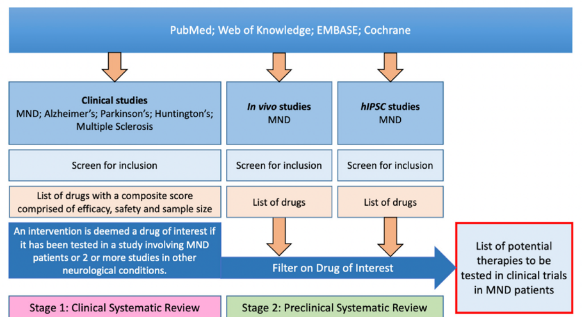 PubMed; Web of Knowledge; EMBASE; Cochrane
Clinical studies
MND; Alzheimer's; Parkinson's; Huntington's;
Multiple Sclerosis
In vivo studies
MND
hIPSC studies
MND
Screen for inclusion
Screen for inclusion
Screen for inclusion
List of drugs with a composite score
comprised of efficacy, safety and sample size
List of drugs
List of drugs
An intervention is deemed a drug of interest if
it has been tested in a study involving MND
patients or 2 or more studies in other
neurological conditions.
Filter on Drug of Interest
List of potential
therapies to be
tested in clinical trials
in MND patients
Stage 1: Clinical Systematic Review
Stage 2: Preclinical Systematic Review